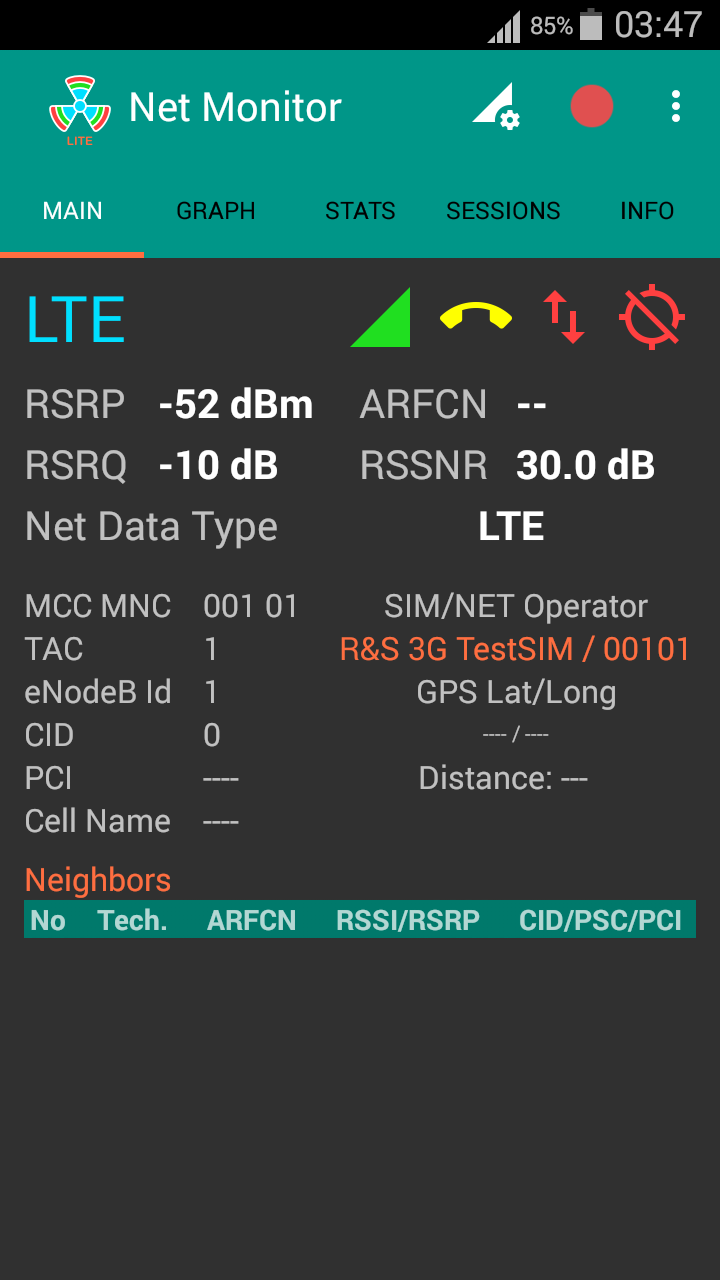 85% 03:47
Net Monitor
LITE
MAIN GRAPH STATS SESSIONS INFO
LTE
RSRP -52 dBm ARFCN --
RSRQ -10 dB RSSNR 30.0 dB
Net Data Type LTE
MCC MNC 001 01 SIM/NET Operator
TAC 1 R&S 3G TestSIM / 00101
eNodeB Id 1 GPS Lat/Long
CID 0 ---- / ----
PCI ---- Distance: ---
Cell Name ----
Neighbors
No Tech. ARFCN RSSI/RSRP CID/PSC/PCI